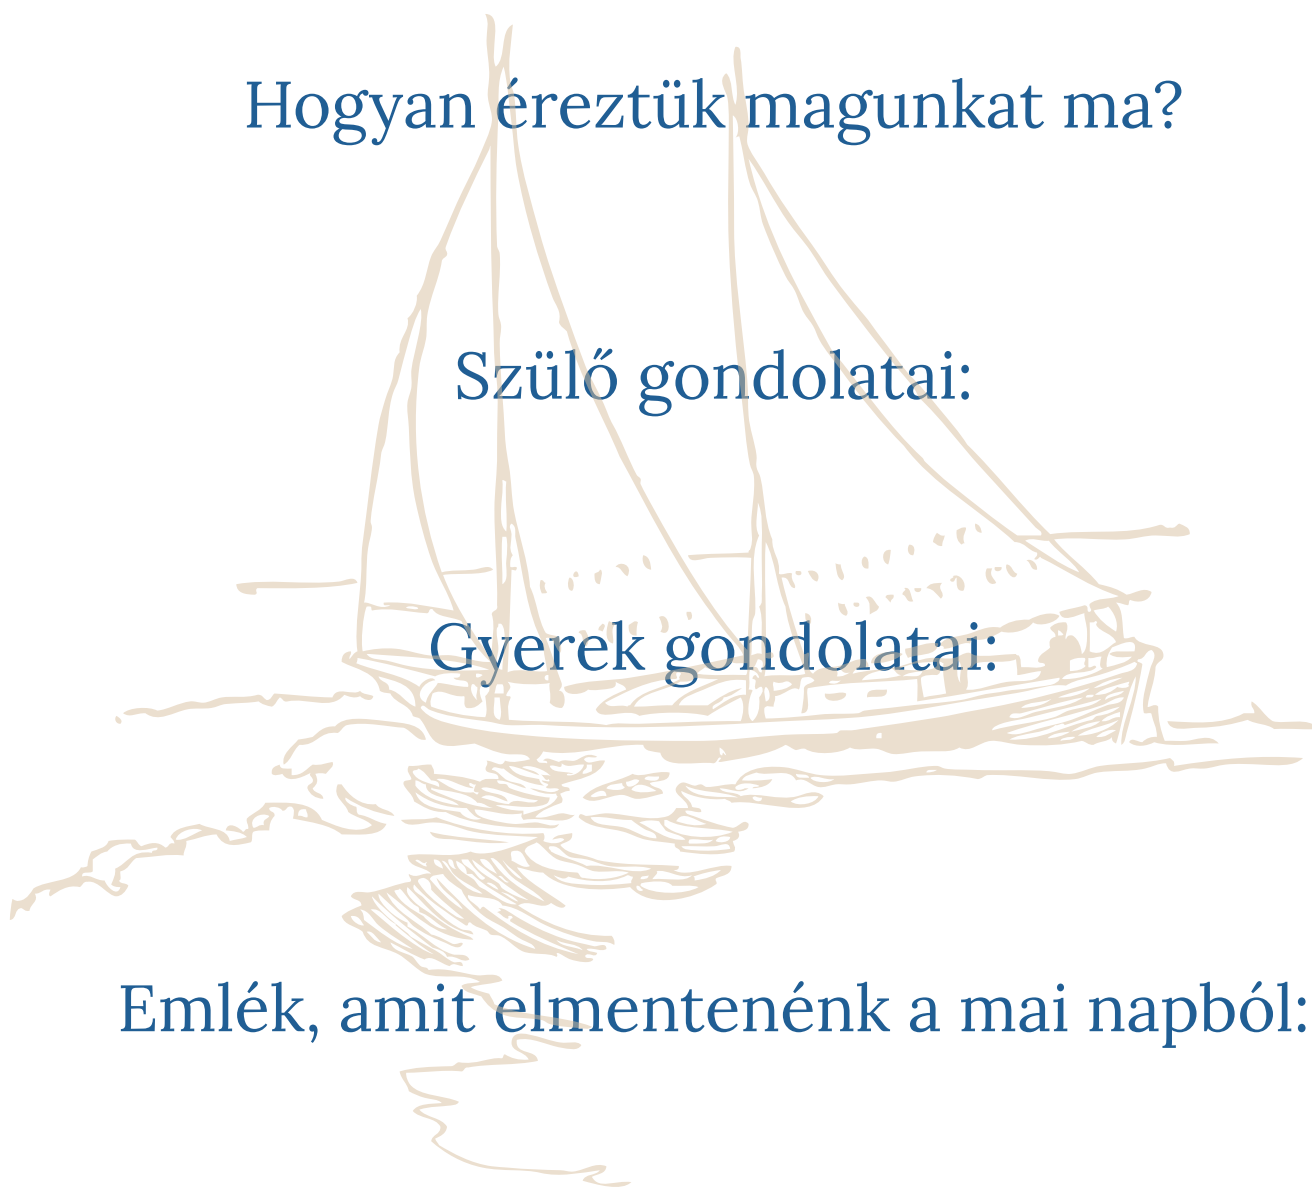 Hogyan éreztük magunkat ma?
Szülő gondolatai:
Gyerek gondolatai:
Emlék, amit elmentenénk a mai napból: